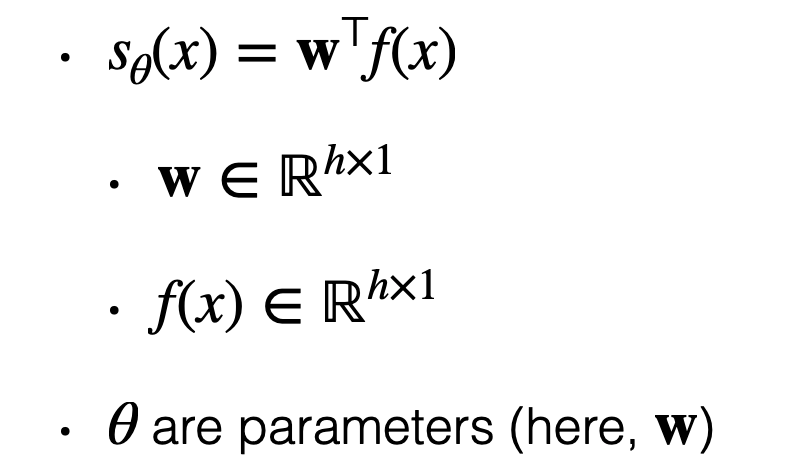 • s_θ(x) = 𝐰^⊤f(x)
• 𝐰 ∈ ℝ^{h×1}
• f(x) ∈ ℝ^{h×1}
• θ are parameters (here, 𝐰)